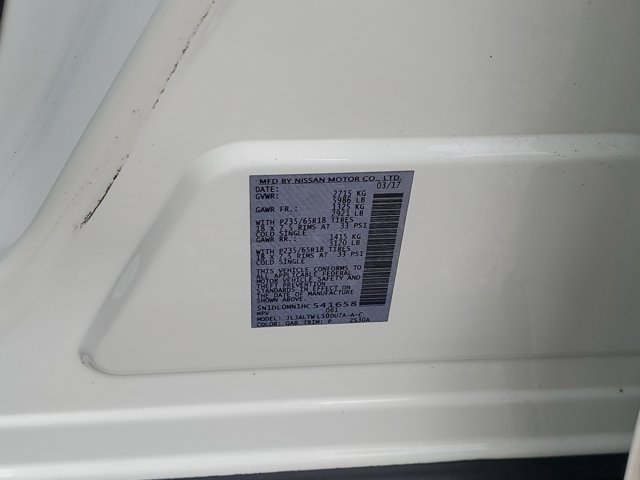 MFD BY NISSAN MOTOR CO., LTD.
DATE: 03/17
GVWR: 2715 KG
5986 LB
GAWR FR.: 1325 KG
2921 LB
WITH P235/65R18 TIRES
18 X 7.5 RIMS AT 33 PSI
COLD SINGLE
GAWR RR.: 1415 KG
3120 LB
WITH P235/65R18 TIRES
18 X 7.5 RIMS AT 33 PSI
COLD SINGLE
THIS VEHICLE CONFORMS TO
ALL APPLICABLE FEDERAL
MOTOR VEHICLE SAFETY AND
THEFT PREVENTION
STANDARDS IN EFFECT ON
THE DATE OF MANUFACTURE
SHOWN ABOVE
5N1DL0MN1HC541658
MPV 061
MODEL:
COLOR: QAB TRIM: P